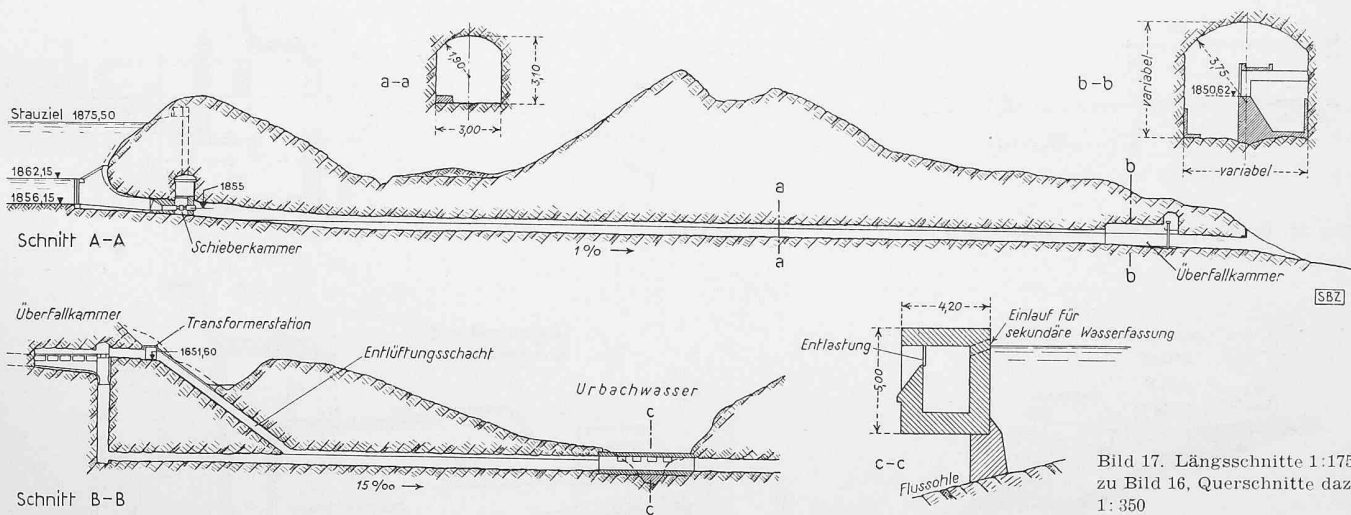 Stauziel 1875,50
1862,15
1856,15
1855
Schnitt A-A
Schieberkammer
a-a
1,90
3,10
3,00
1 %0
a
a
b-b
variabel
3,75
1850,62
variabel
b
b
Überfallkammer
SBZ
Überfallkammer
Transformerstation
1851,60
Entlüftungsschacht
Urbachwasser
c
c
15 %0
Schnitt B-B
4,20
5,00
Entlastung
Einlauf für
sekundäre Wasserfassung
c-c
Flussohle
Bild 17. Längsschnitte 1:175
zu Bild 16, Querschnitte daz
1:350